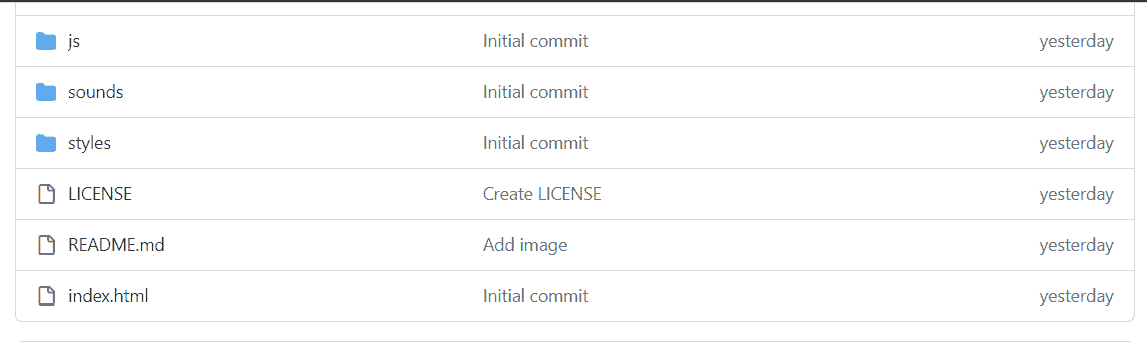 js Initial commit yesterday
sounds Initial commit yesterday
styles Initial commit yesterday
LICENSE Create LICENSE yesterday
README.md Add image yesterday
index.html Initial commit yesterday